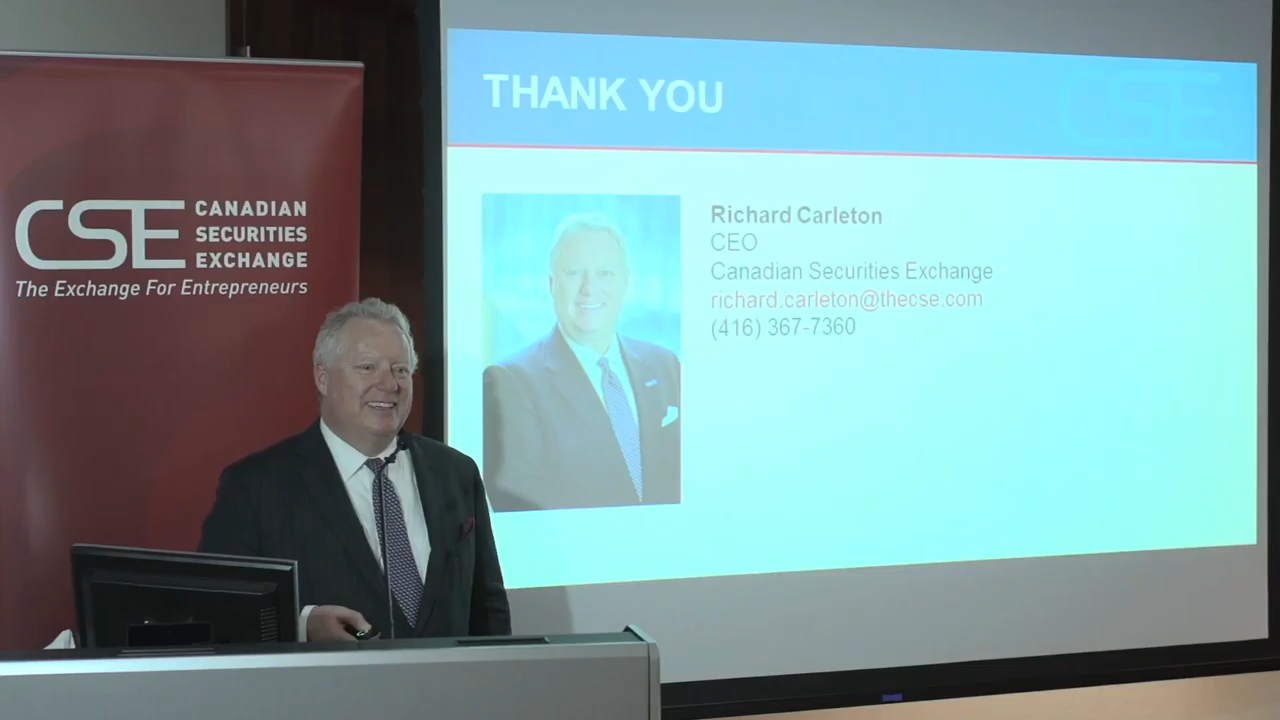 CSE CANADIAN
SECURITIES
EXCHANGE
The Exchange For Entrepreneurs
THANK YOU
CSE
Richard Carleton
CEO
Canadian Securities Exchange
richard.carleton@thecse.com
(416) 367-7360